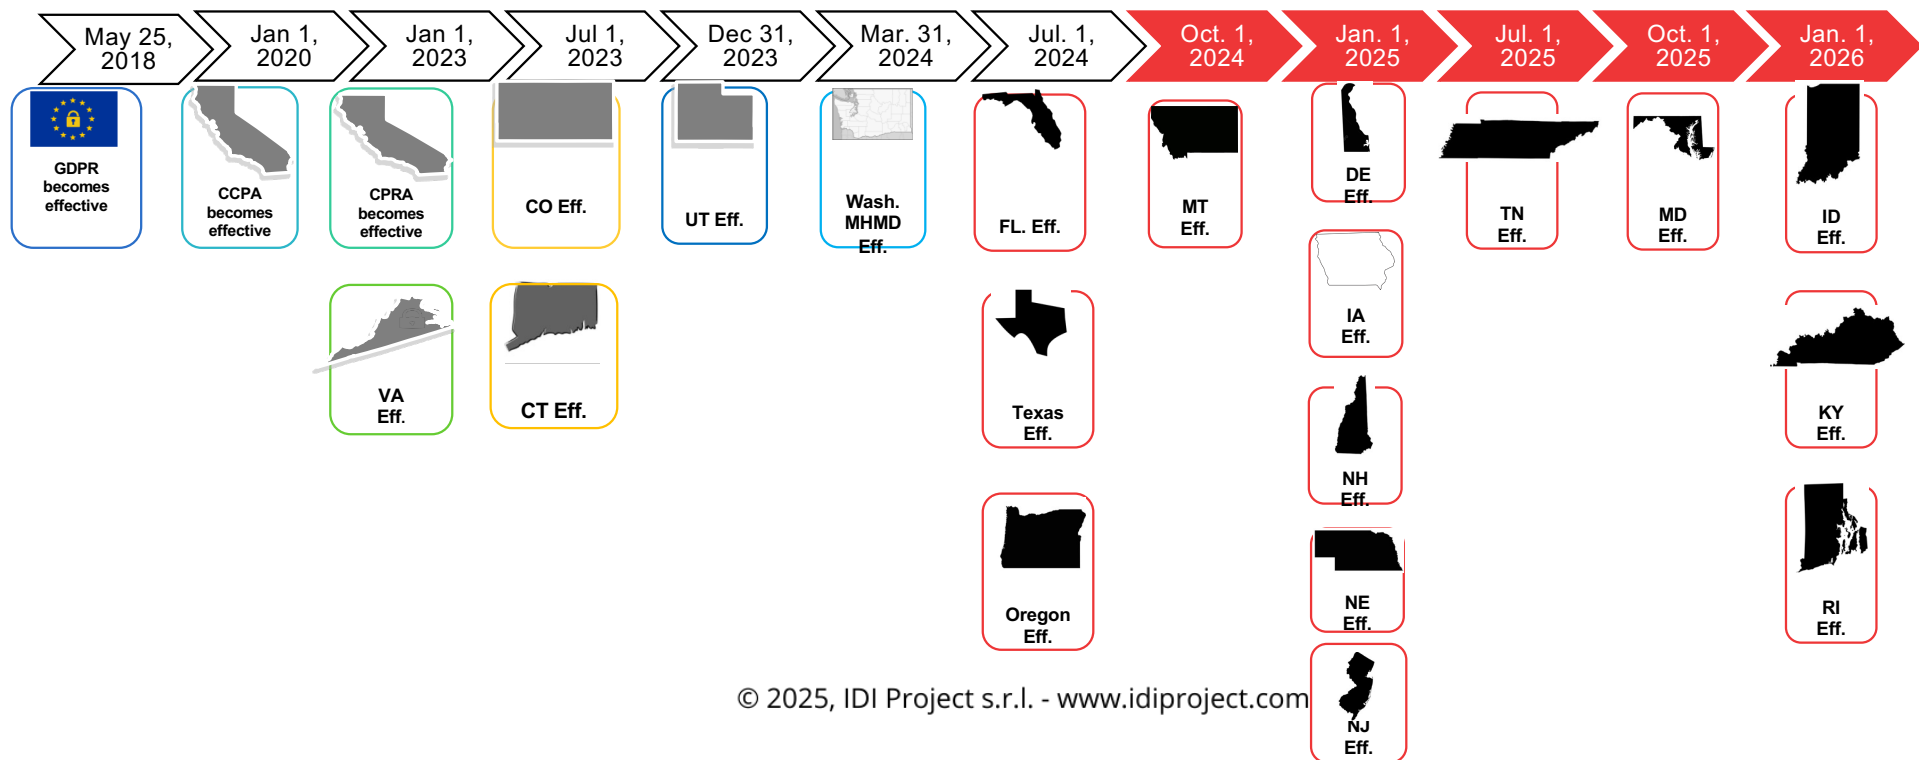 May 25,
2018
Jan 1,
2020
Jan 1,
2023
Jul 1,
2023
Dec 31,
2023
Mar. 31,
2024
Jul. 1,
2024
Oct. 1,
2024
Jan. 1,
2025
Jul. 1,
2025
Oct. 1,
2025
Jan. 1,
2026
GDPR
becomes
effective
CCPA
becomes
effective
CPRA
becomes
effective
CO Eff.
UT Eff.
Wash.
MHMD
Eff.
FL. Eff.
MT
Eff.
DE
Eff.
TN
Eff.
MD
Eff.
ID
Eff.
IA
Eff.
VA
Eff.
CT Eff.
Texas
Eff.
KY
Eff.
NH
Eff.
Oregon
Eff.
NE
Eff.
RI
Eff.
© 2025, IDI Project s.r.l. - www.idiproject.com
NJ
Eff.